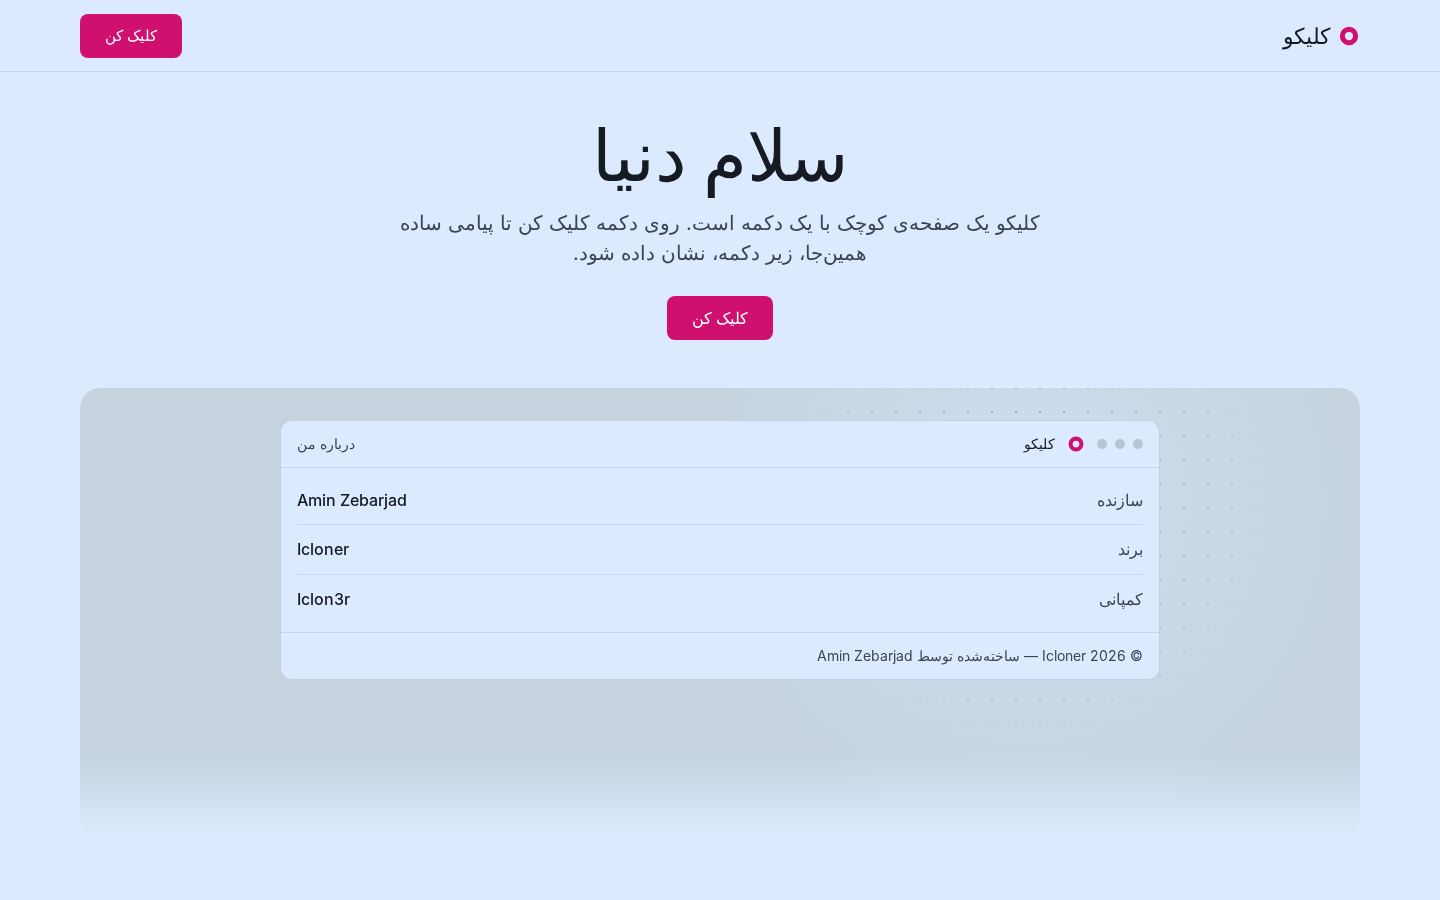 کلیکو
کلیک کن
سلام دنیا
کلیکو یک صفحه‌ی کوچک با یک دکمه است. روی دکمه کلیک کن تا پیامی ساده
همین‌جا، زیر دکمه، نشان داده شود.
کلیک کن
کلیکو
درباره من
سازنده
Amin Zebarjad
برند
Icloner
کمپانی
Iclon3r
© 2026 Icloner — ساخته‌شده توسط Amin Zebarjad